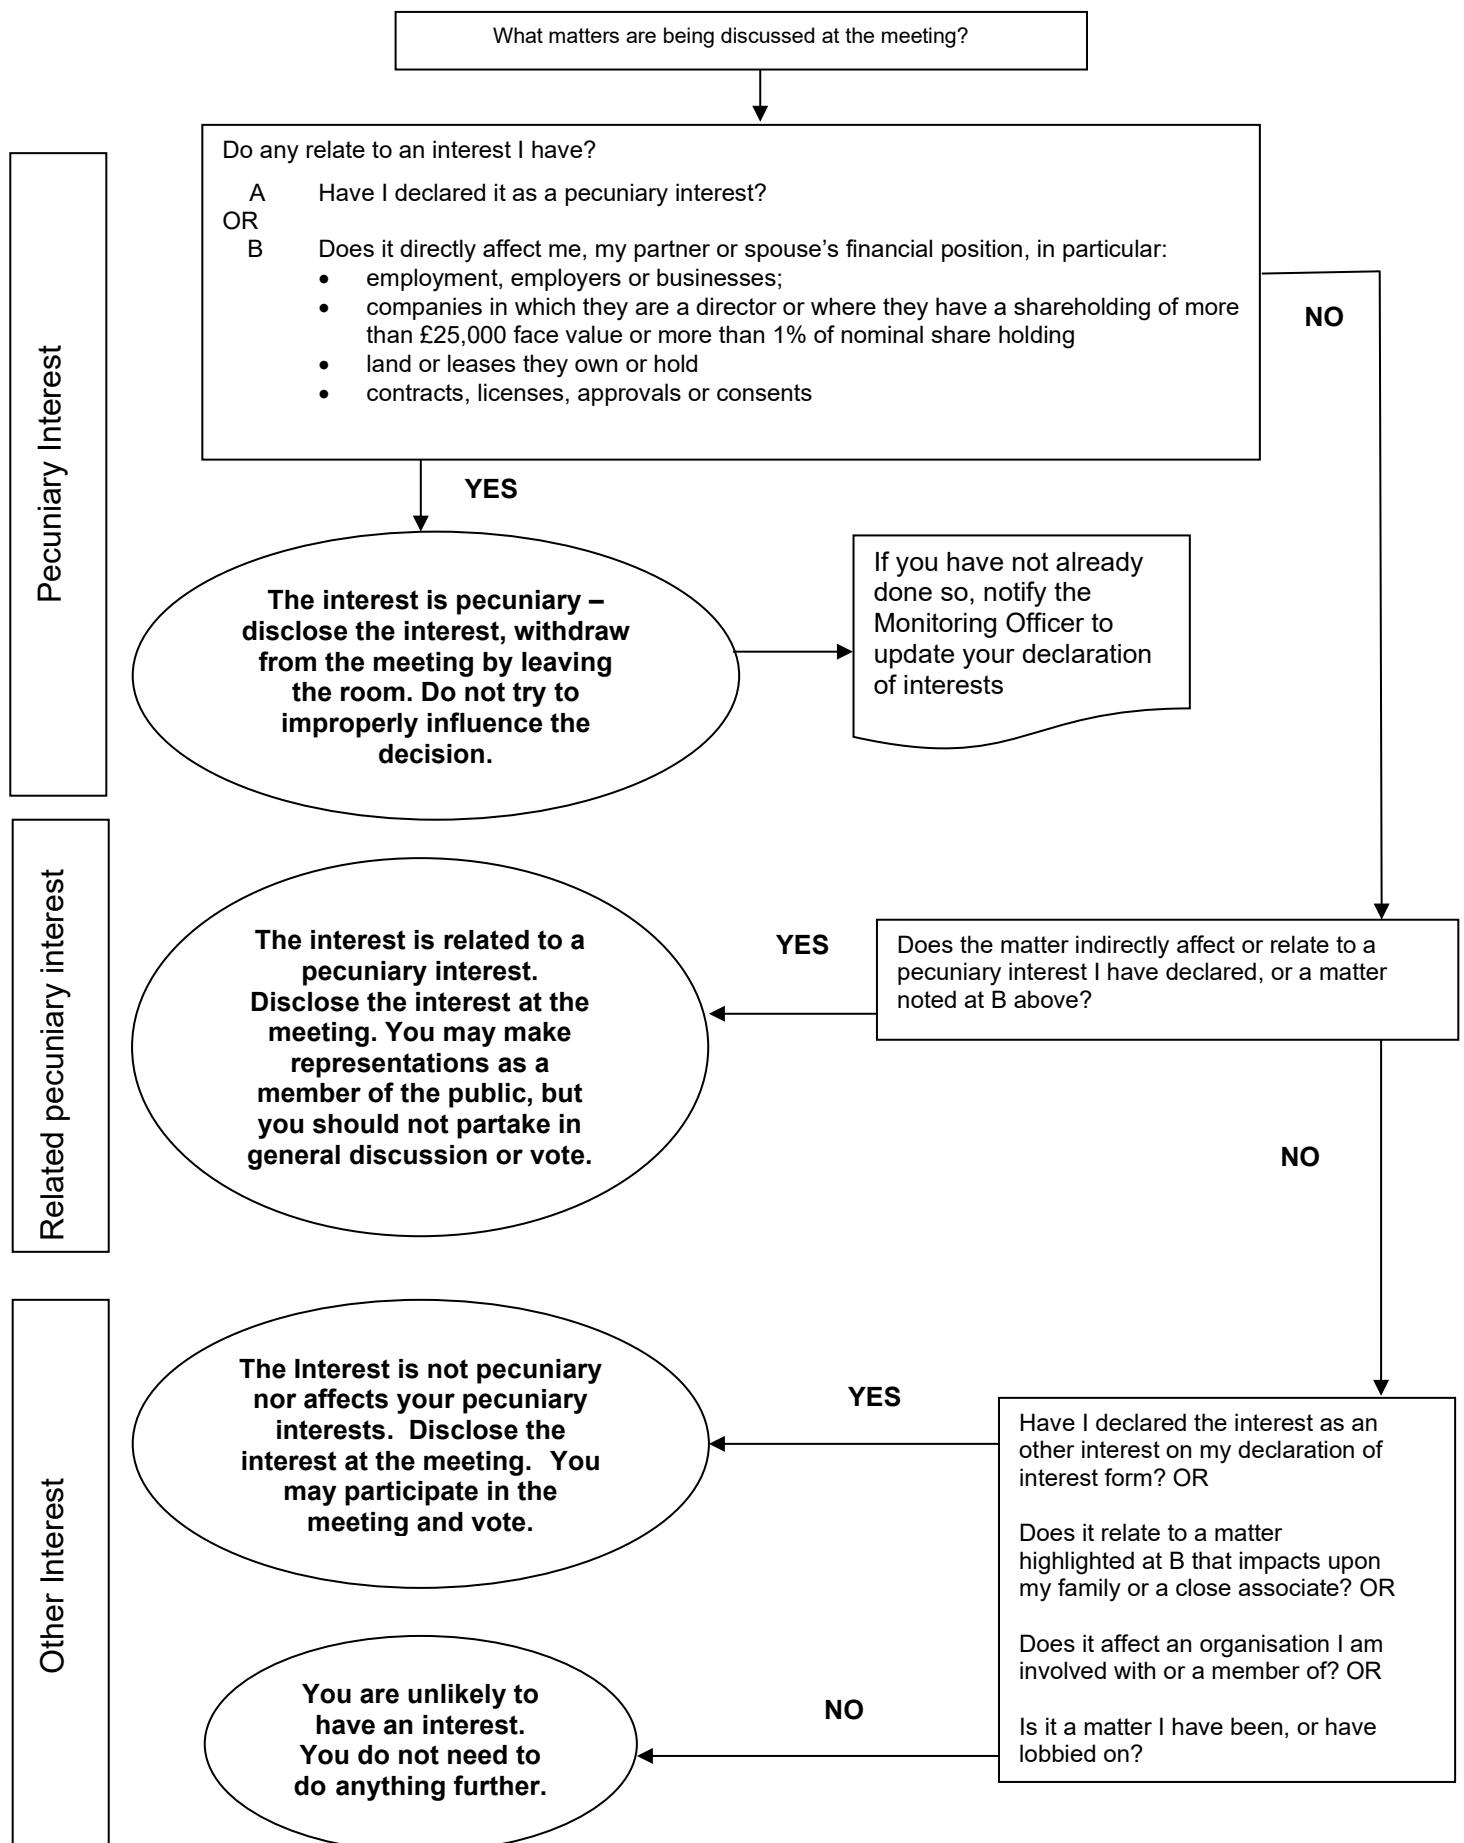 What matters are being discussed at the meeting?
Pecuniary Interest
Do any relate to an interest I have?
A Have I declared it as a pecuniary interest?
OR
B Does it directly affect me, my partner or spouse’s financial position, in particular:
• employment, employers or businesses;
• companies in which they are a director or where they have a shareholding of more
than £25,000 face value or more than 1% of nominal share holding
• land or leases they own or hold
• contracts, licenses, approvals or consents
NO
YES
The interest is pecuniary –
disclose the interest, withdraw
from the meeting by leaving
the room. Do not try to
improperly influence the
decision.
If you have not already
done so, notify the
Monitoring Officer to
update your declaration
of interests
Related pecuniary interest
The interest is related to a
pecuniary interest.
Disclose the interest at the
meeting. You may make
representations as a
member of the public, but
you should not partake in
general discussion or vote.
YES
Does the matter indirectly affect or relate to a
pecuniary interest I have declared, or a matter
noted at B above?
NO
Other Interest
The Interest is not pecuniary
nor affects your pecuniary
interests. Disclose the
interest at the meeting. You
may participate in the
meeting and vote.
YES
Have I declared the interest as an
other interest on my declaration of
interest form? OR
Does it relate to a matter
highlighted at B that impacts upon
my family or a close associate? OR
Does it affect an organisation I am
involved with or a member of? OR
Is it a matter I have been, or have
lobbied on?
NO
You are unlikely to
have an interest.
You do not need to
do anything further.